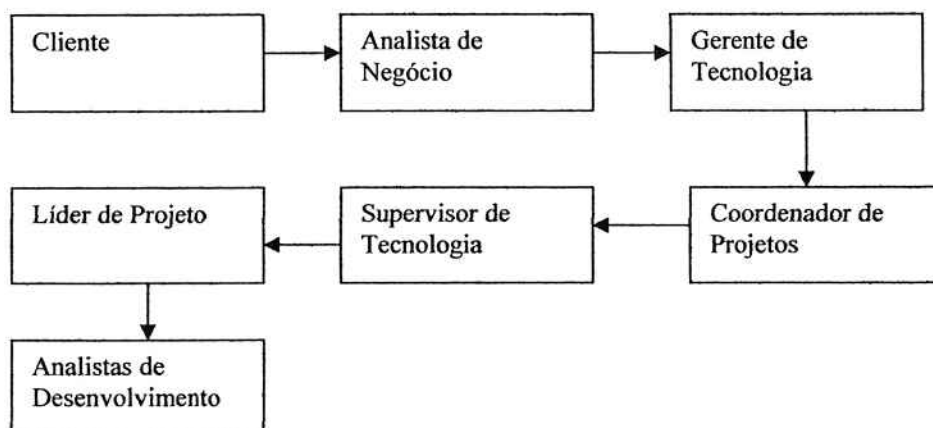 Cliente
Analista de
Negócio
Gerente de
Tecnologia
Coordenador de
Projetos
Supervisor de
Tecnologia
Líder de Projeto
Analistas de
Desenvolvimento